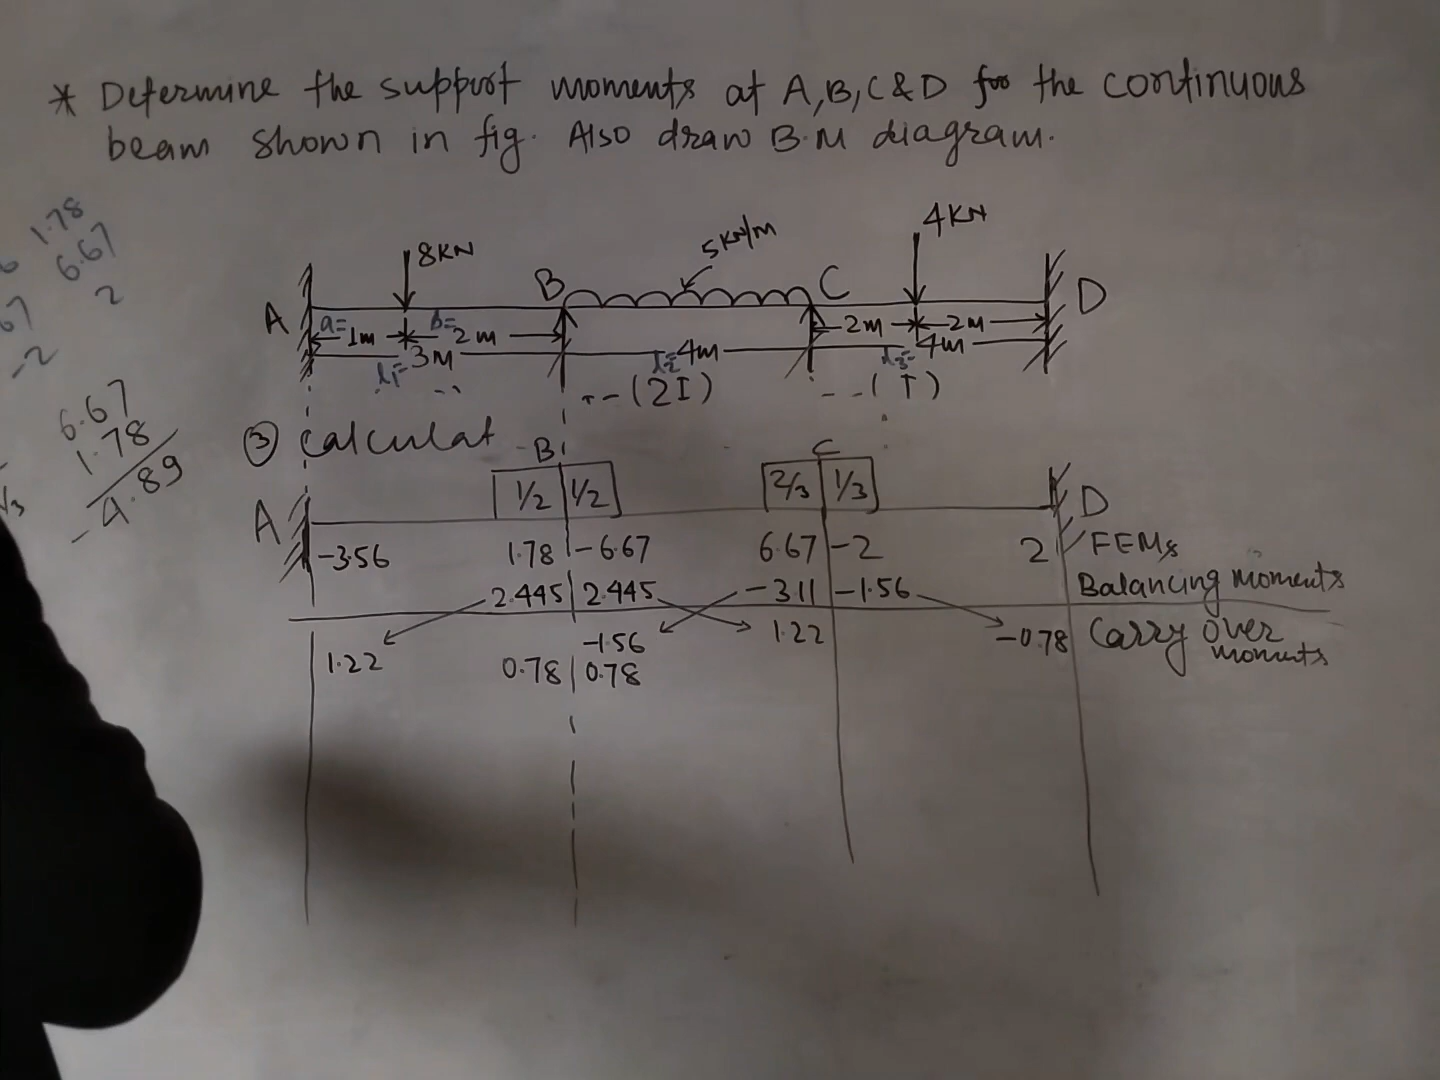 * Determine the support moments at A,B,C & D for the continuous
beam shown in fig. Also draw B.M diagram.
1.78
6.67
2
-2
8KN
5KN/m
4KN
A B C D
a=1m b=2m 2m 2m
l1=3m l2=4m l3=4m
--(2I) --(I)
6.67
1.78
-4.89
③ Calculat
B C
1/2 1/2 2/3 1/3
A D
-3.56 1.78 -6.67 6.67 -2 2 FEMs
2.445 2.445 -3.11 -1.56 Balancing moments
1.22 -1.56 1.22 -0.78 Carry over
moments
0.78 0.78